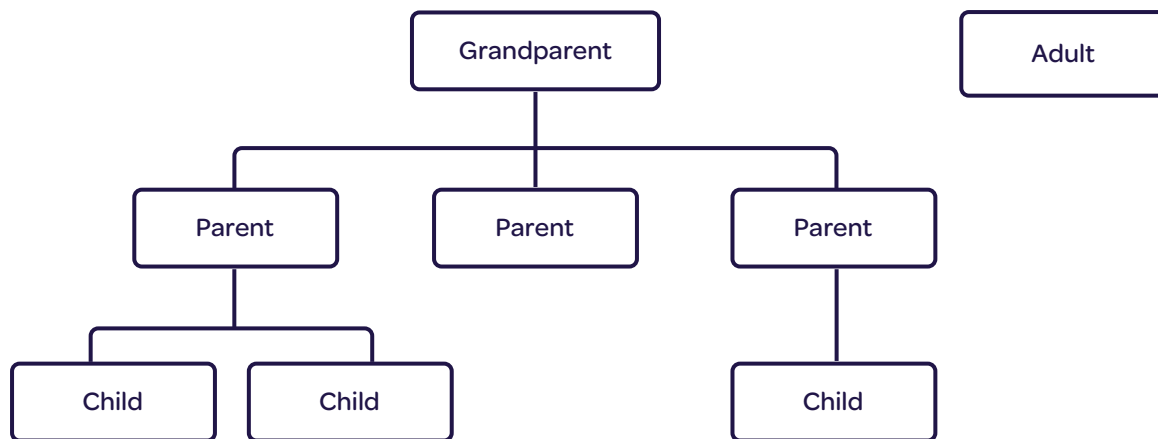 Grandparent
Adult
Parent
Parent
Parent
Child
Child
Child